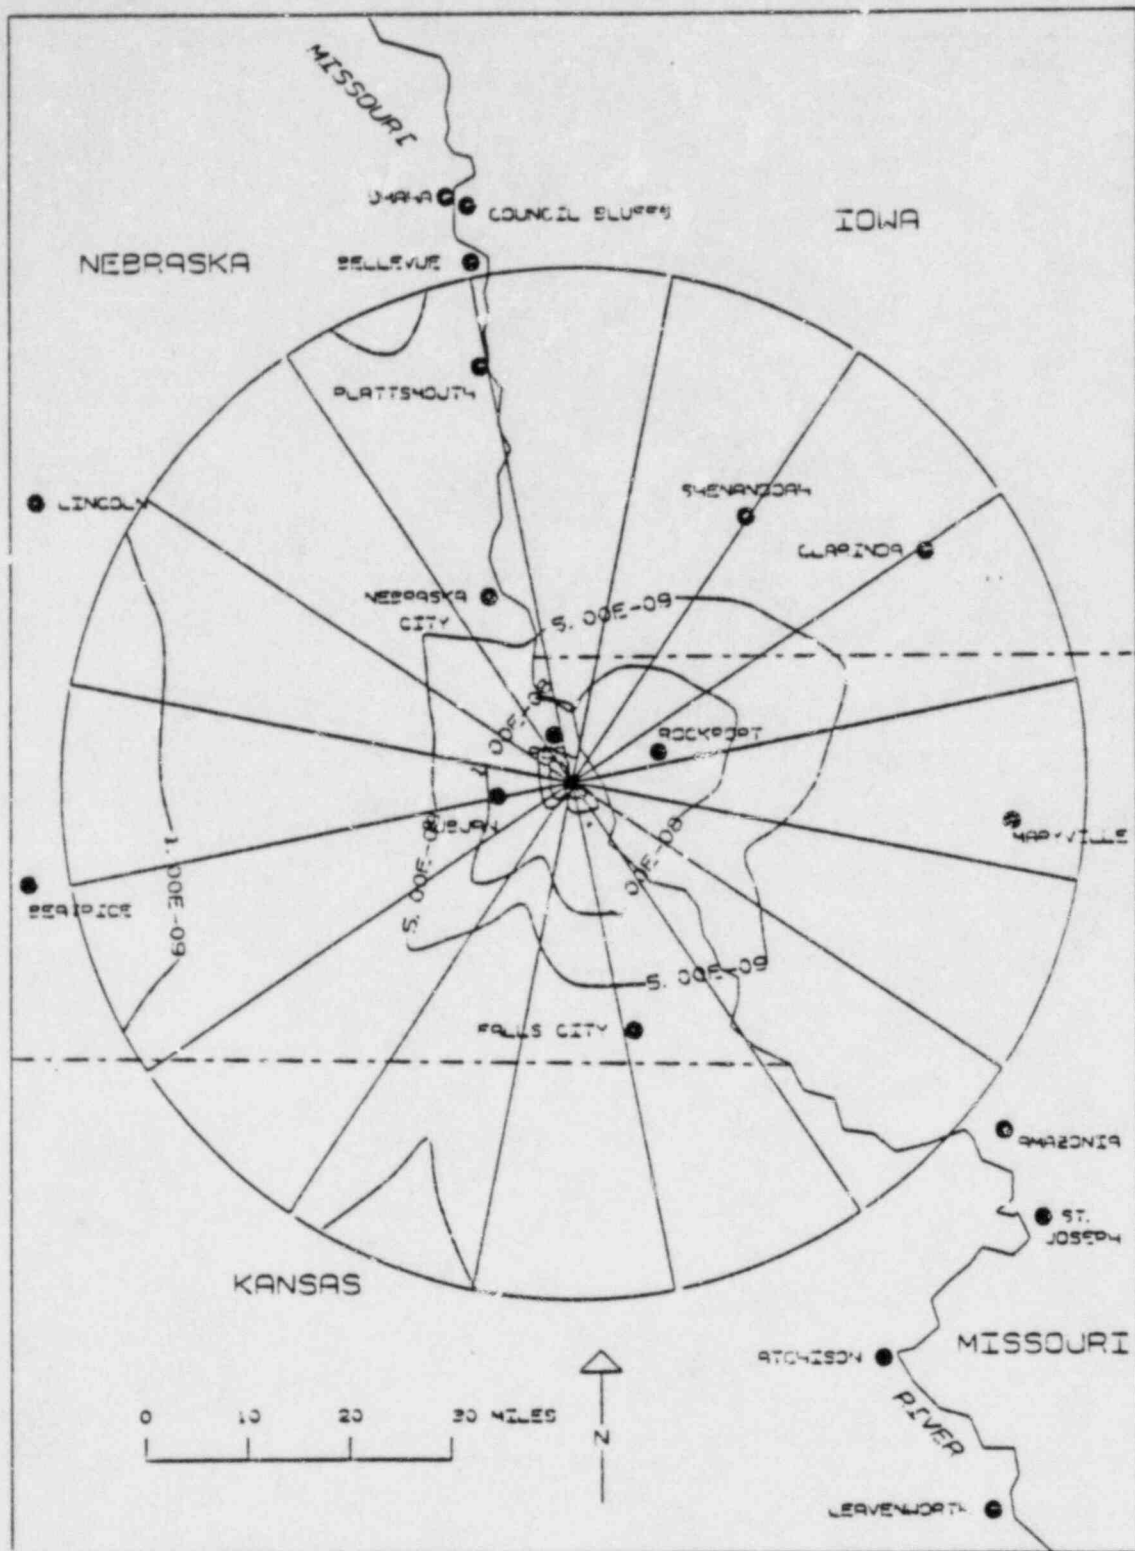 MISSOURI
OMAHA
COUNCIL BLUFFS
IOWA
NEBRASKA
BELLEVUE
PLATTSMOUTH
LINCOLN
SHENANDOAH
CLARINDA
NEBRASKA
CITY
5.00E-09
ROCKPORT
AUBURN
MARYVILLE
5.00E-09
00E-08
1.00E-09
BEATRICE
5.00E-09
FALLS CITY
AMAZONIA
ST.
JOSEPH
KANSAS
MISSOURI
ATCHISON
0 10 20 30 MILES
N
RIVER
LEAVENWORTH